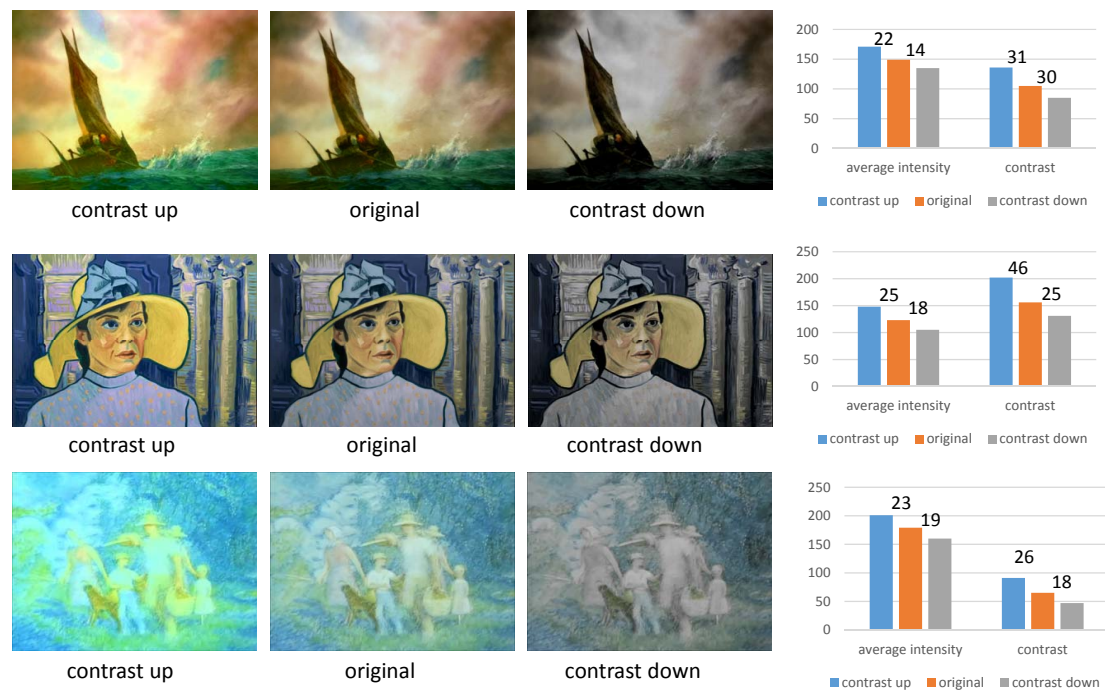 contrast up
original
contrast down
200
150
100
50
0
22
14
31
30
average intensity
contrast
contrast up
original
contrast down
contrast up
original
contrast down
250
200
150
100
50
0
25
18
46
25
average intensity
contrast
contrast up
original
contrast down
contrast up
original
contrast down
250
200
150
100
50
0
23
19
26
18
average intensity
contrast
contrast up
original
contrast down